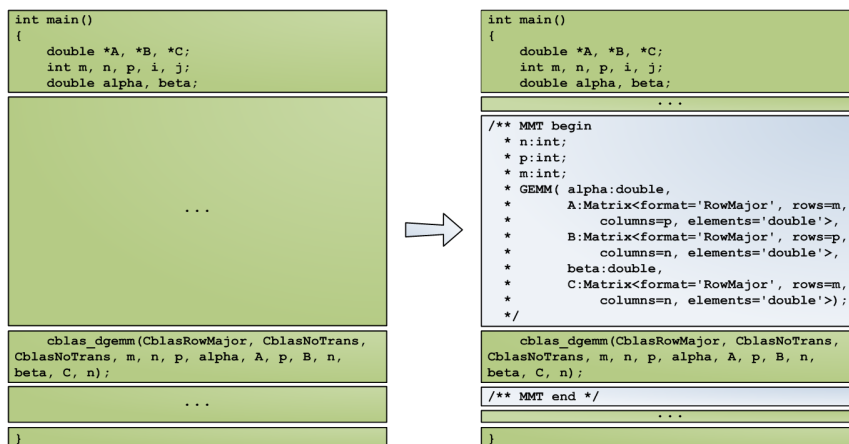 int main()
{
    double *A, *B, *C;
    int m, n, p, i, j;
    double alpha, beta;
...
    cblas_dgemm(CblasRowMajor, CblasNoTrans,
CblasNoTrans, m, n, p, alpha, A, p, B, n,
beta, C, n);
...
}
int main()
{
    double *A, *B, *C;
    int m, n, p, i, j;
    double alpha, beta;
...
/** MMT begin
  * n:int;
  * p:int;
  * m:int;
  * GEMM( alpha:double,
  *       A:Matrix<format='RowMajor', rows=m,
  *           columns=p, elements='double'>,
  *       B:Matrix<format='RowMajor', rows=p,
  *           columns=n, elements='double'>,
  *       beta:double,
  *       C:Matrix<format='RowMajor', rows=m,
  *           columns=n, elements='double'>);
  */
    cblas_dgemm(CblasRowMajor, CblasNoTrans,
CblasNoTrans, m, n, p, alpha, A, p, B, n,
beta, C, n);
/** MMT end */
...
}